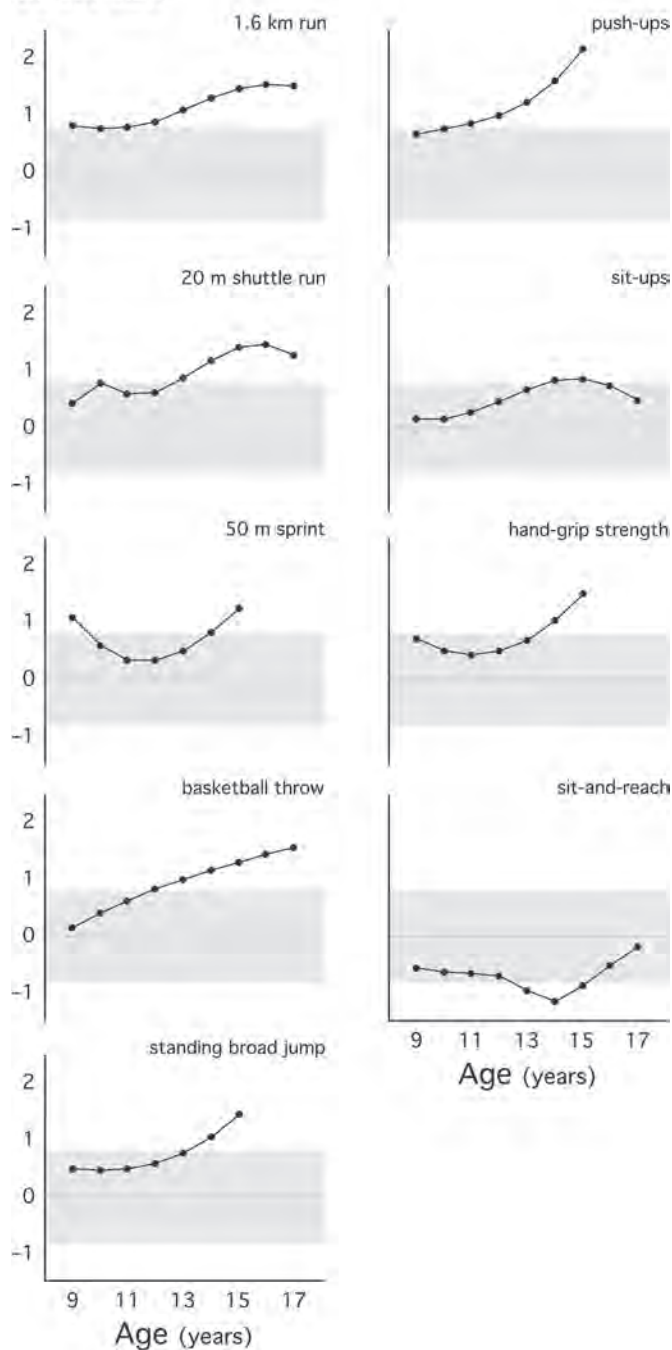 1.6 km run
2
1
0
–1
push-ups
20 m shuttle run
2
1
0
–1
sit-ups
50 m sprint
2
1
0
–1
hand-grip strength
basketball throw
2
1
0
–1
sit-and-reach
9 11 13 15 17
Age (years)
standing broad jump
2
1
0
–1
9 11 13 15 17
Age (years)